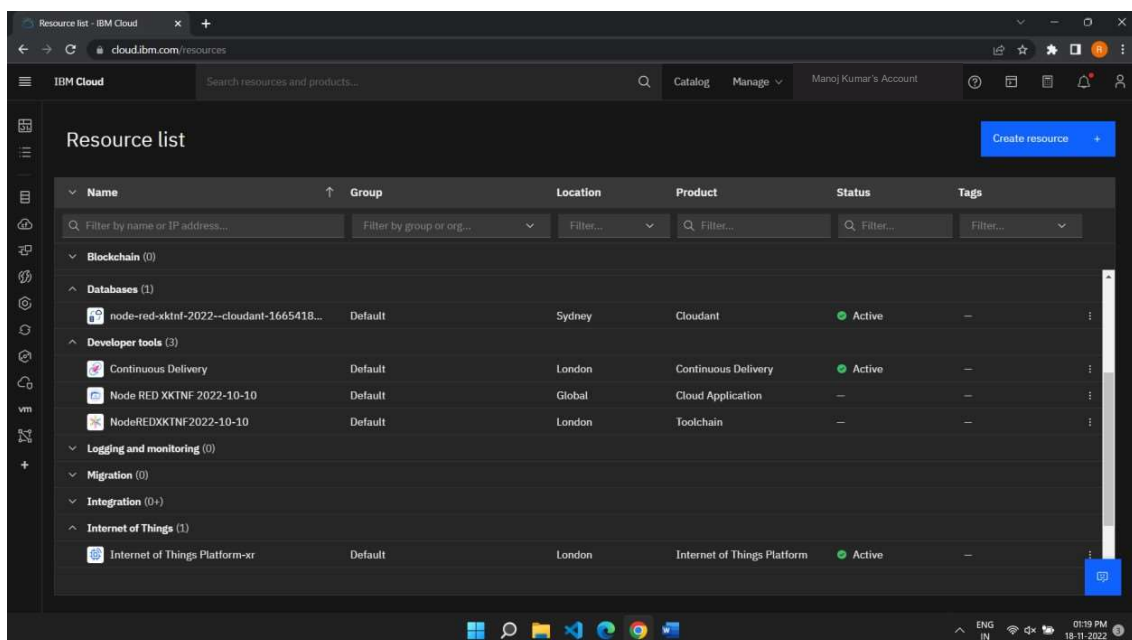 Resource list - IBM Cloud
cloud.ibm.com/resources
IBM Cloud Search resources and products... Catalog Manage Manoj Kumar's Account
Resource list
Create resource +
Name Group Location Product Status Tags
Filter by name or IP address... Filter by group or org... Filter... Filter... Filter... Filter...
Blockchain (0)
Databases (1)
node-red-xktnf-2022--cloudant-1665418... Default Sydney Cloudant Active –
Developer tools (3)
Continuous Delivery Default London Continuous Delivery Active –
Node RED XKTNF 2022-10-10 Default Global Cloud Application – –
NodeREDXKTNF2022-10-10 Default London Toolchain – –
vm
Logging and monitoring (0)
Migration (0)
Integration (0+)
Internet of Things (1)
Internet of Things Platform-xr Default London Internet of Things Platform Active –
ENG
IN
01:19 PM
18-11-2022